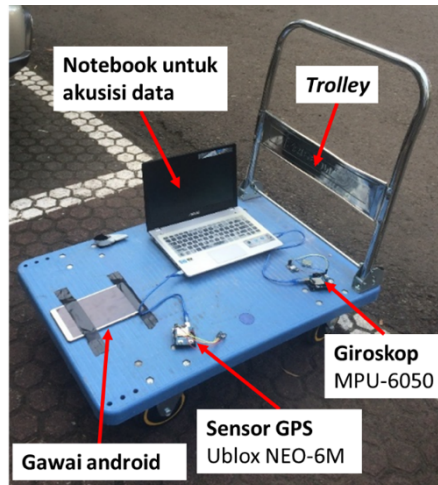 Notebook untuk
akusisi data
Trolley
Giroskop
MPU-6050
Sensor GPS
Ublox NEO-6M
Gawai android